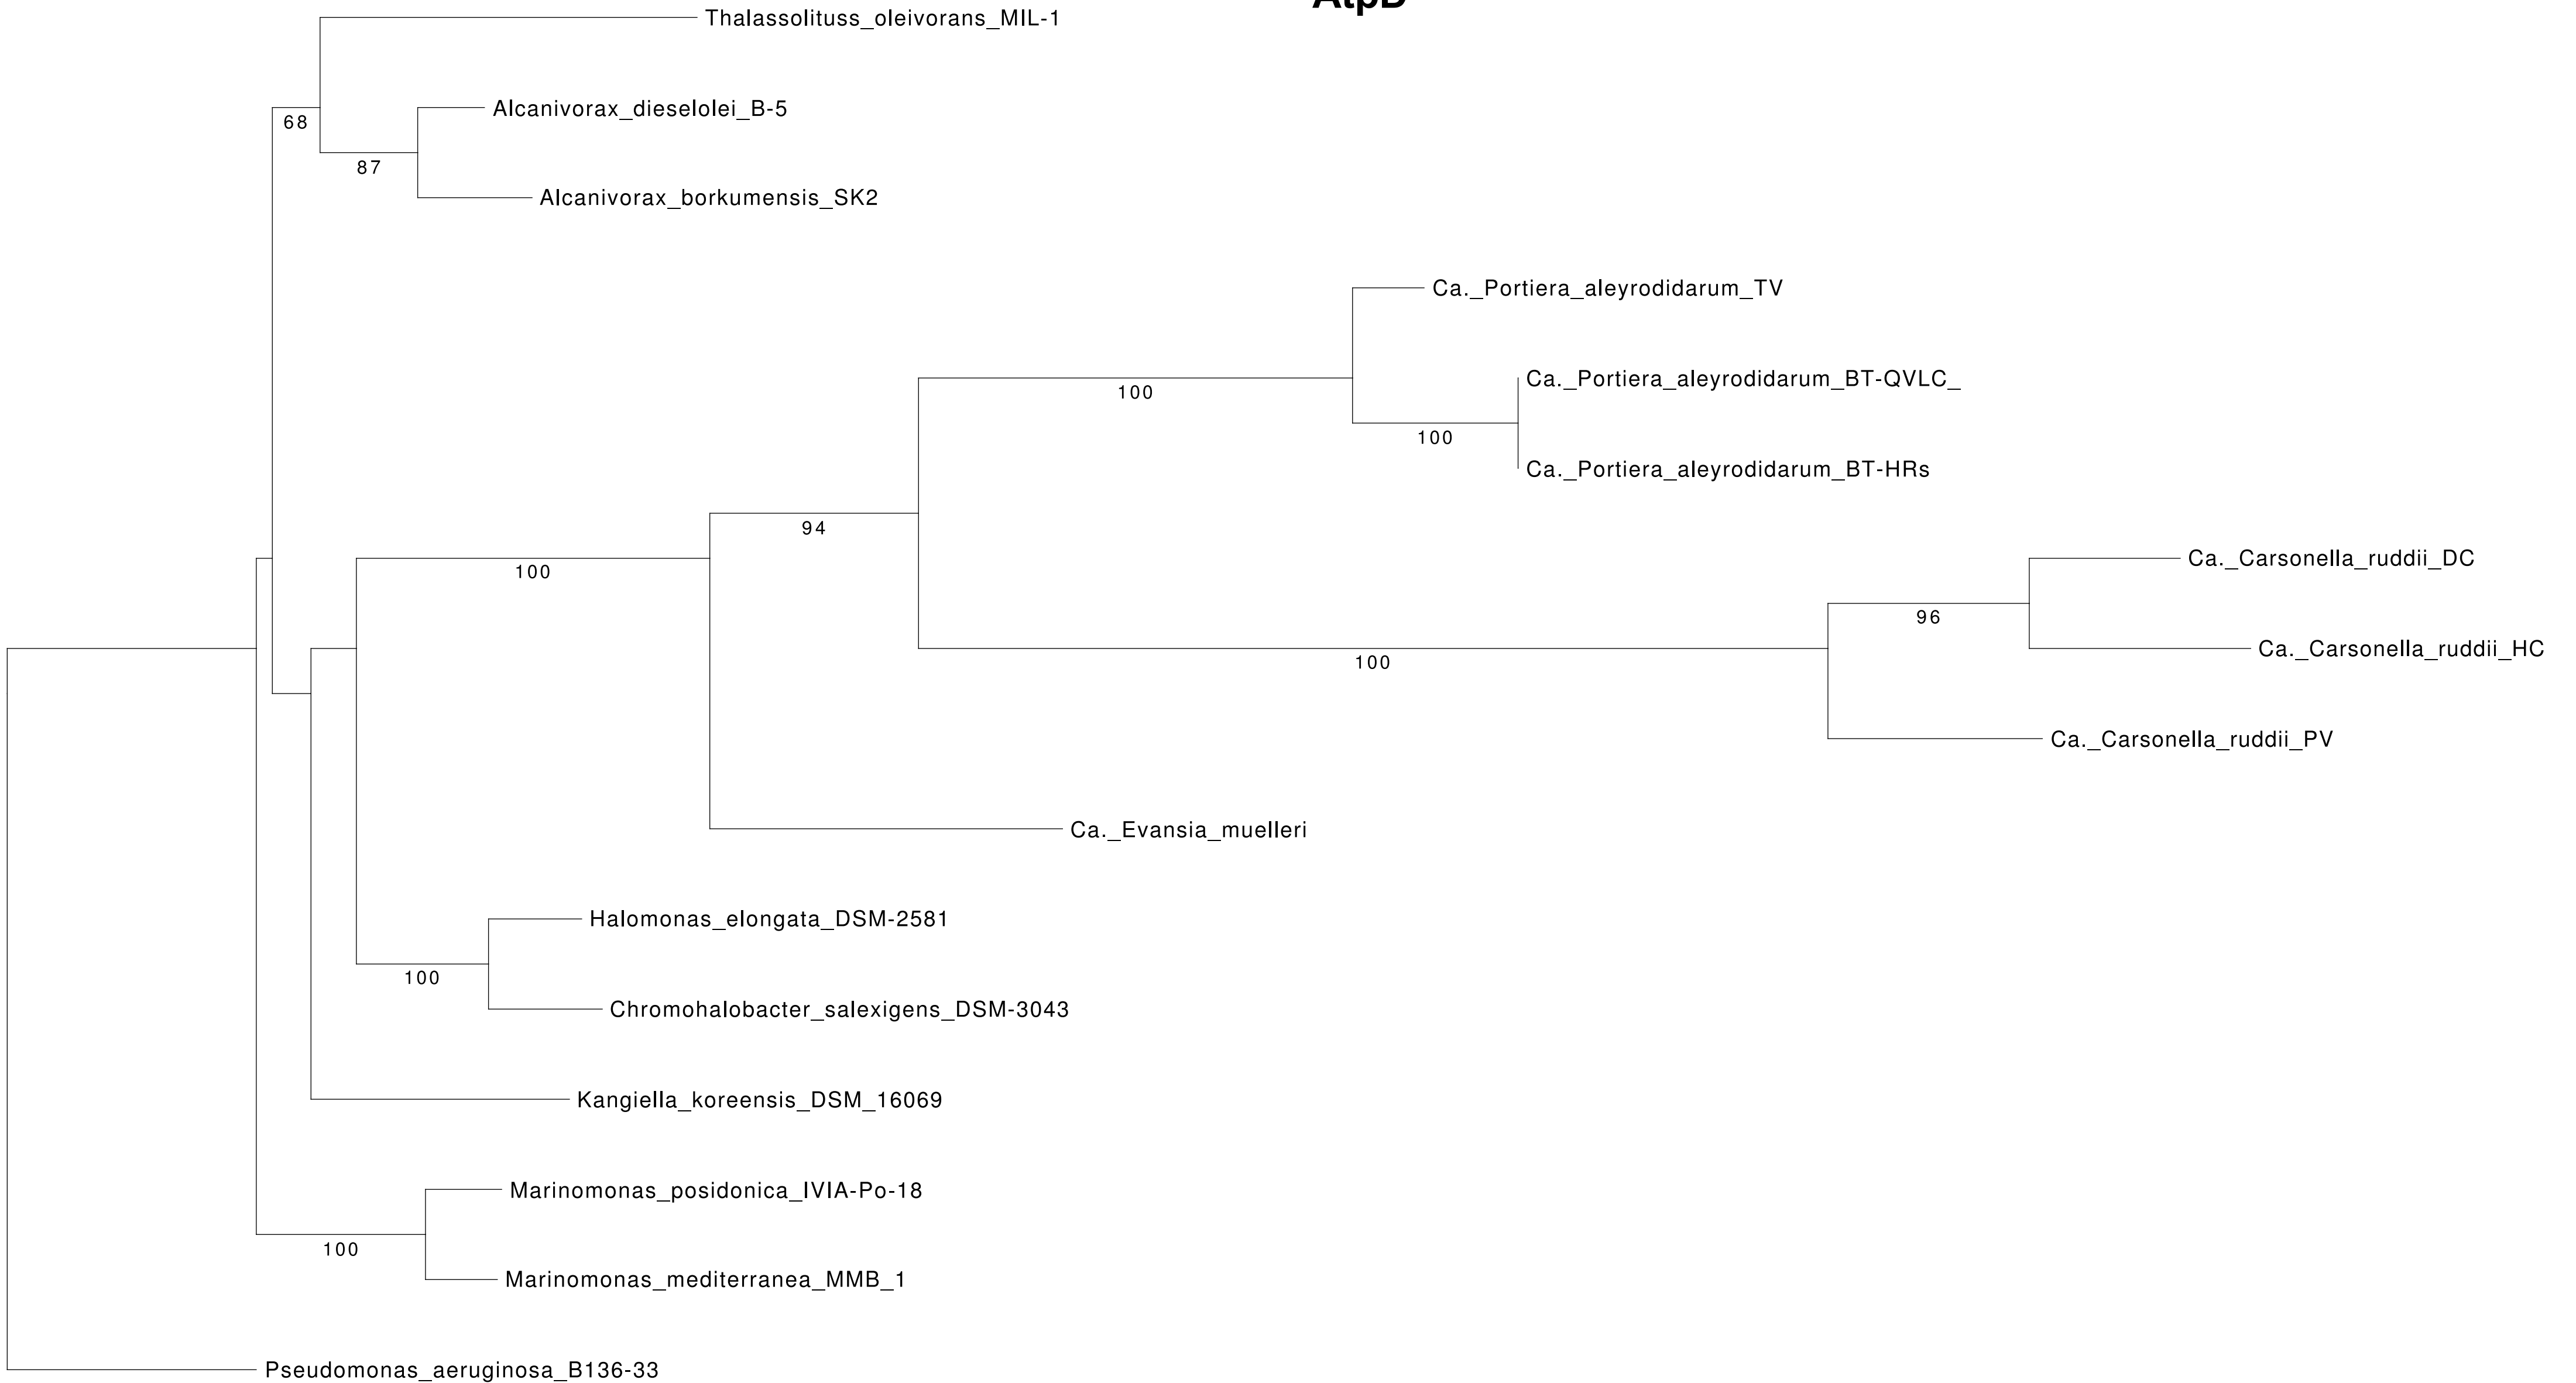 AtpD
Thalassolituss_oleivorans_MIL-1
Alcanivorax_dieselolei_B-5
68
87
Alcanivorax_borkumensis_SK2
Ca._Portiera_aleyrodidarum_TV
Ca._Portiera_aleyrodidarum_BT-QVLC_
100
100
Ca._Portiera_aleyrodidarum_BT-HRs
94
Ca._Carsonella_ruddii_DC
100
96
Ca._Carsonella_ruddii_HC
100
Ca._Carsonella_ruddii_PV
Ca._Evansia_muelleri
Halomonas_elongata_DSM-2581
100
Chromohalobacter_salexigens_DSM-3043
Kangiella_koreensis_DSM_16069
Marinomonas_posidonica_IVIA-Po-18
100
Marinomonas_mediterranea_MMB_1
Pseudomonas_aeruginosa_B136-33